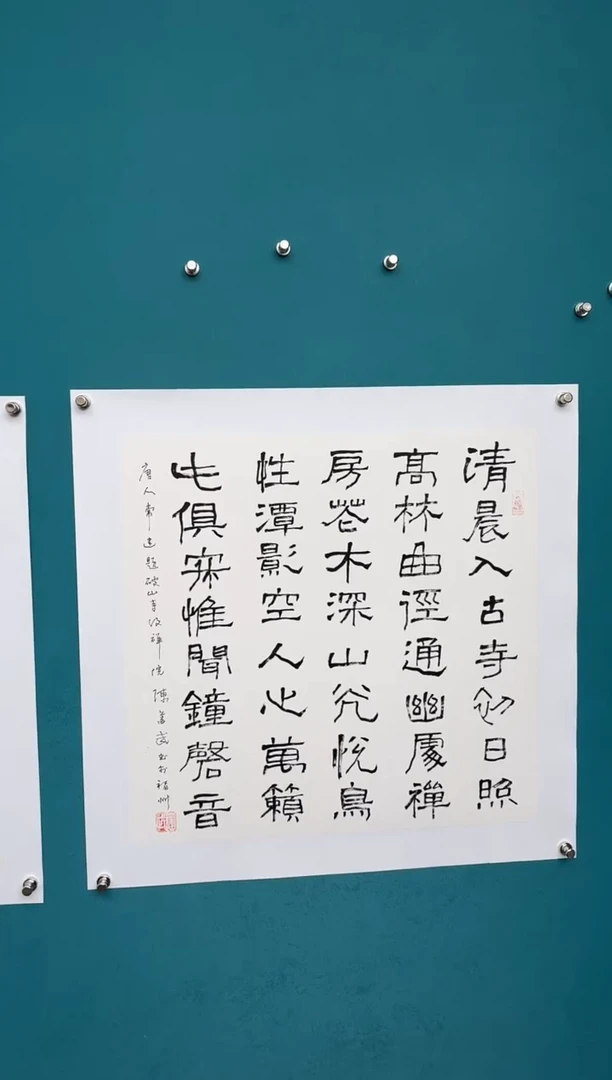 清晨入古寺初日照
髙林曲徑通幽處禪
房花木深山光悅鳥
性潭影空人心萬籟
此俱寂惟聞鐘磬音
唐人常建題破山寺後禪院 陳 書於福州